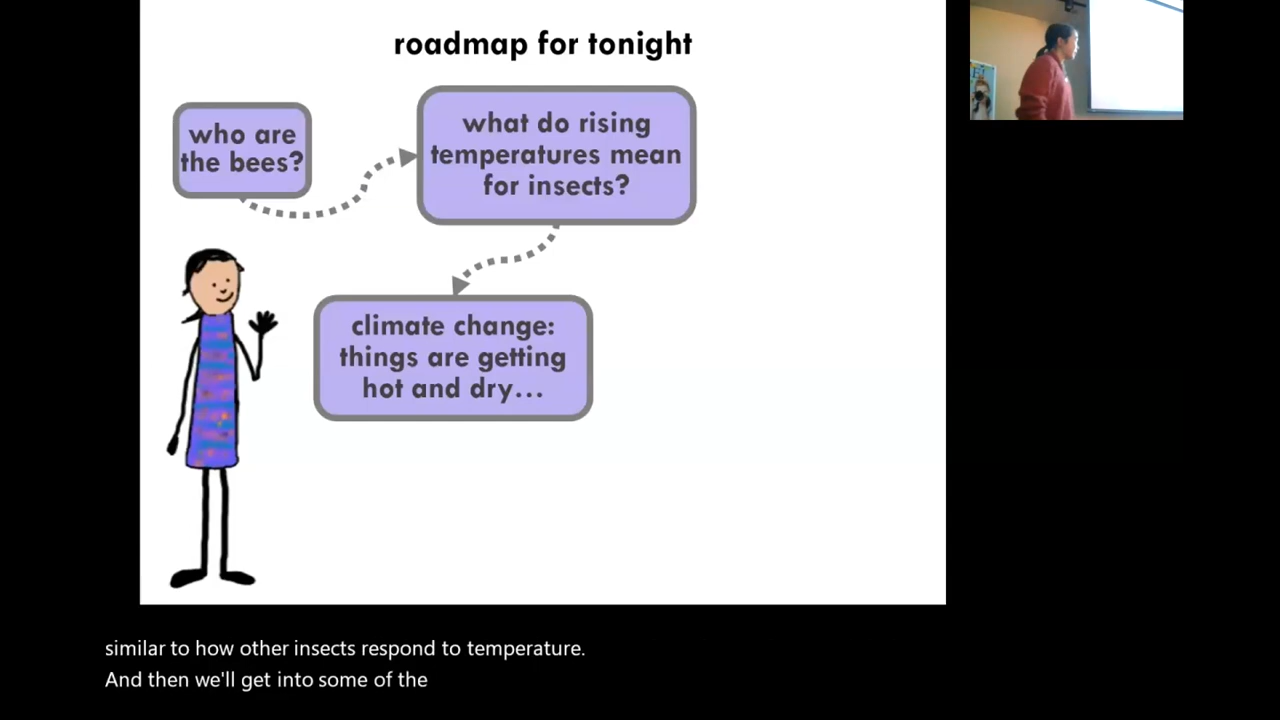 roadmap for tonight
who are
the bees?
what do rising
temperatures mean
for insects?
climate change:
things are getting
hot and dry...
similar to how other insects respond to temperature.
And then we'll get into some of the